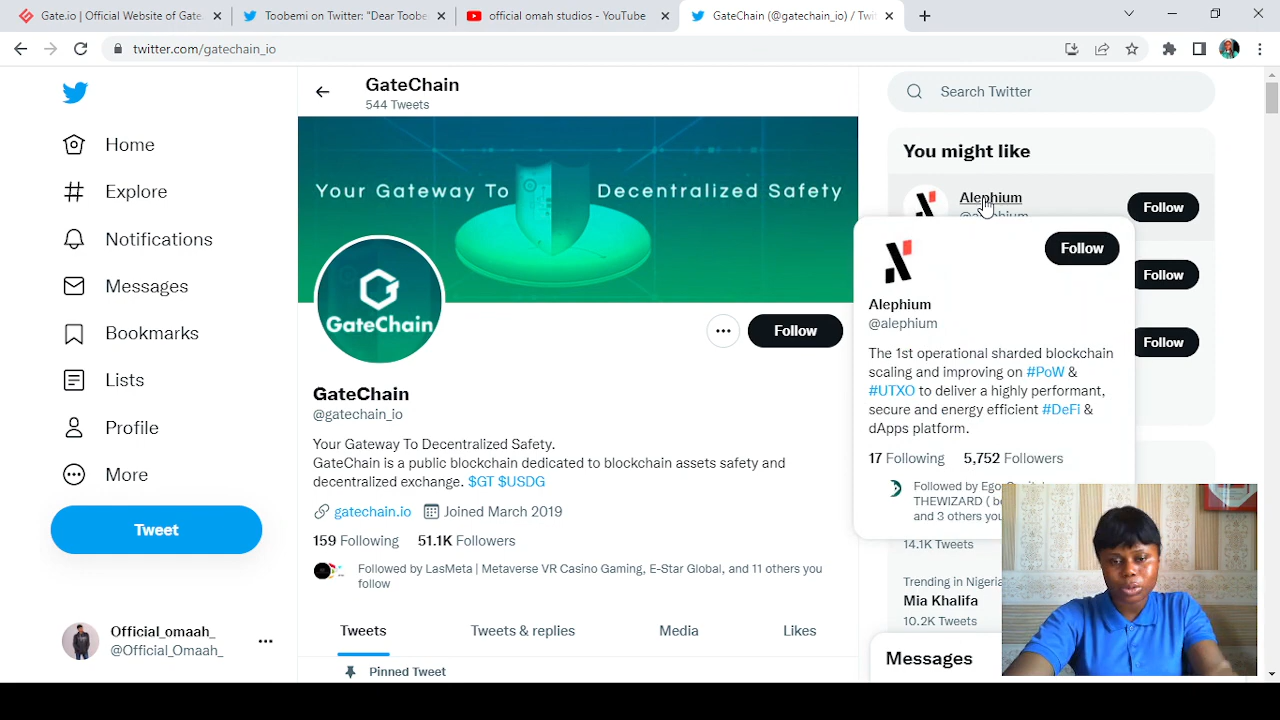 Gate.io | Official Website of Gate.
Toobemi on Twitter: "Dear Toobe
official omah studios - YouTube
GateChain (@gatechain_io) / Twi
twitter.com/gatechain_io
GateChain
544 Tweets
Search Twitter
Home
Explore
Notifications
Messages
Bookmarks
Lists
Profile
More
Tweet
Official_omaah_
@Official_Omaah_
Your Gateway To Decentralized Safety
GateChain
Follow
GateChain
@gatechain_io
Your Gateway To Decentralized Safety.
GateChain is a public blockchain dedicated to blockchain assets safety and
decentralized exchange. $GT $USDG
gatechain.io Joined March 2019
159 Following 51.1K Followers
Followed by LasMeta | Metaverse VR Casino Gaming, E-Star Global, and 11 others you
follow
Tweets Tweets & replies Media Likes
Pinned Tweet
You might like
Alephium
@alephium
Follow
Follow
Follow
Follow
Alephium
@alephium
The 1st operational sharded blockchain
scaling and improving on #PoW &
#UTXO to deliver a highly performant,
secure and energy efficient #DeFi &
dApps platform.
17 Following 5,752 Followers
Followed by
THEWIZARD
and 3 others
14.1K Tweets
Trending in Nigeria
Mia Khalifa
10.2K Tweets
Messages